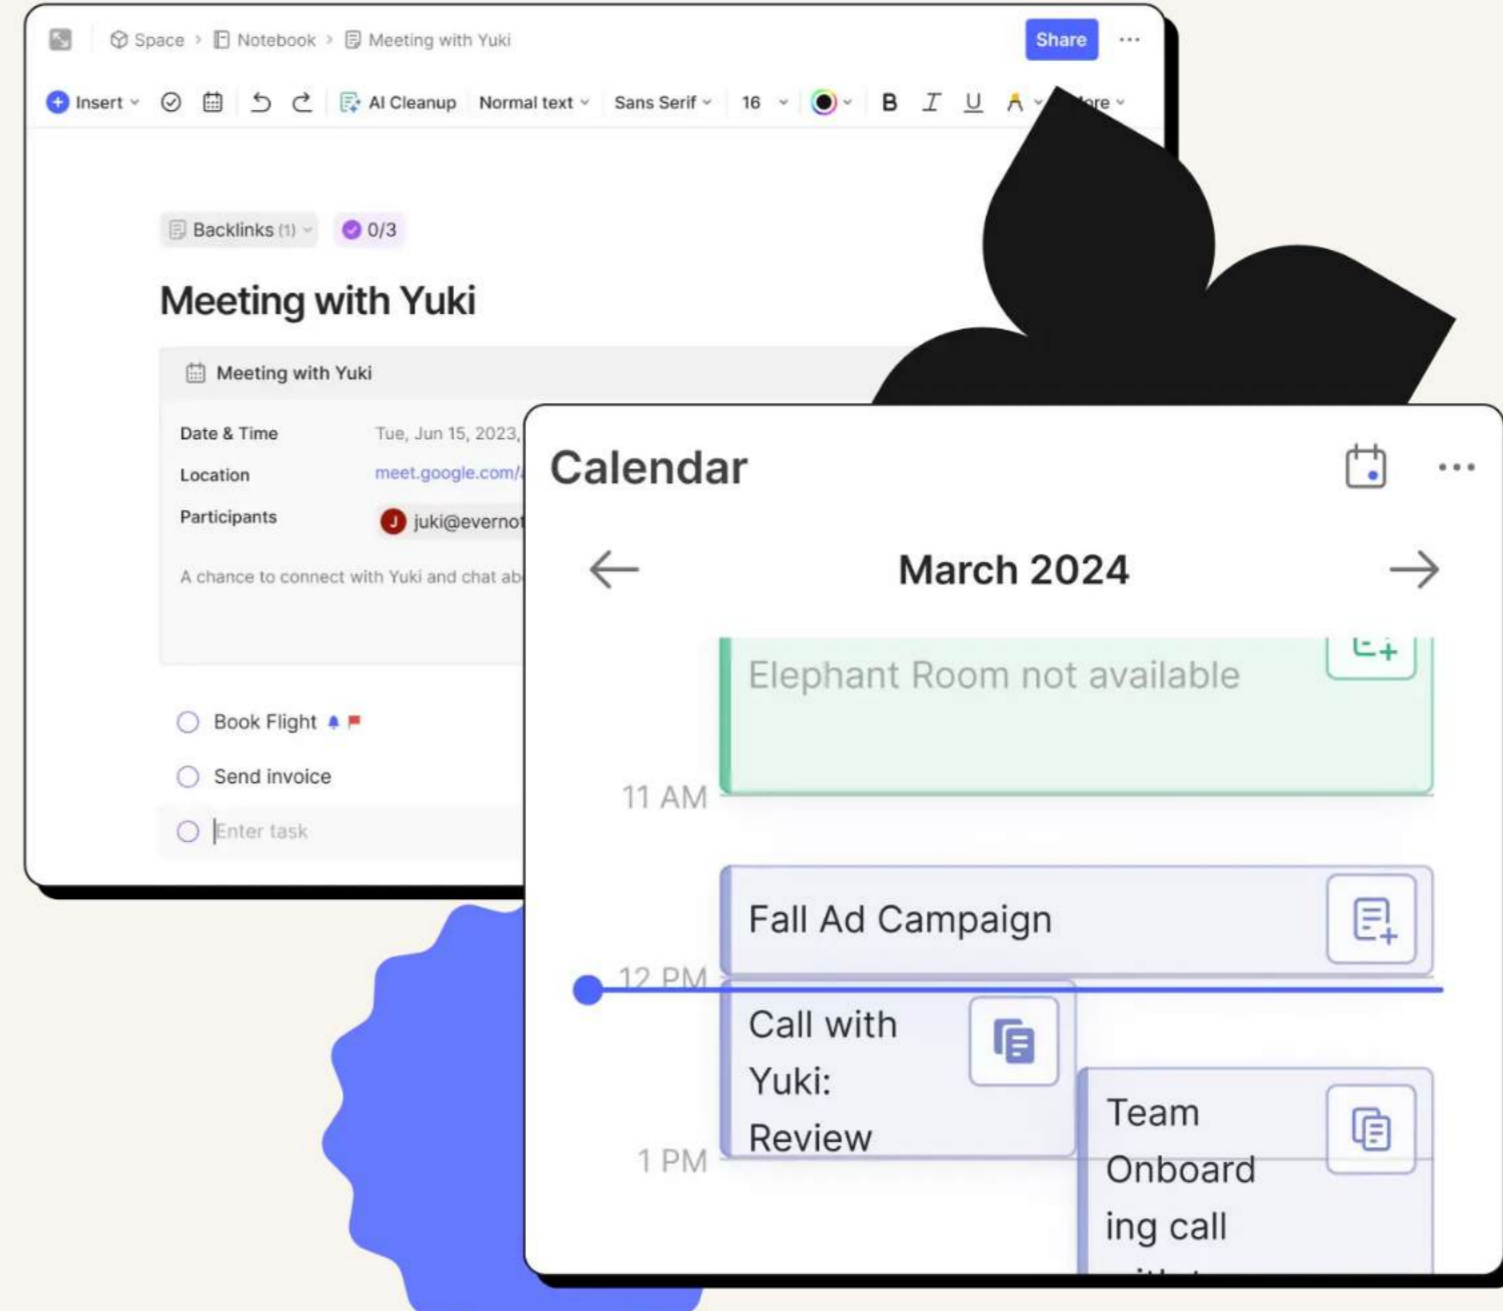 Space > Notebook > Meeting with Yuki
Share
Insert AI Cleanup Normal text Sans Serif 16 B I U A
Backlinks (1) 0/3
Meeting with Yuki
Meeting with Yuki
Date & Time Tue, Jun 15, 2023,
Location meet.google.com/
Participants J juki@evernot
A chance to connect with Yuki and chat ab
Book Flight
Send invoice
Enter task
Calendar
March 2024
Elephant Room not available
11 AM
Fall Ad Campaign
12 PM
Call with
Yuki:
Review
1 PM
Team
Onboard
ing call